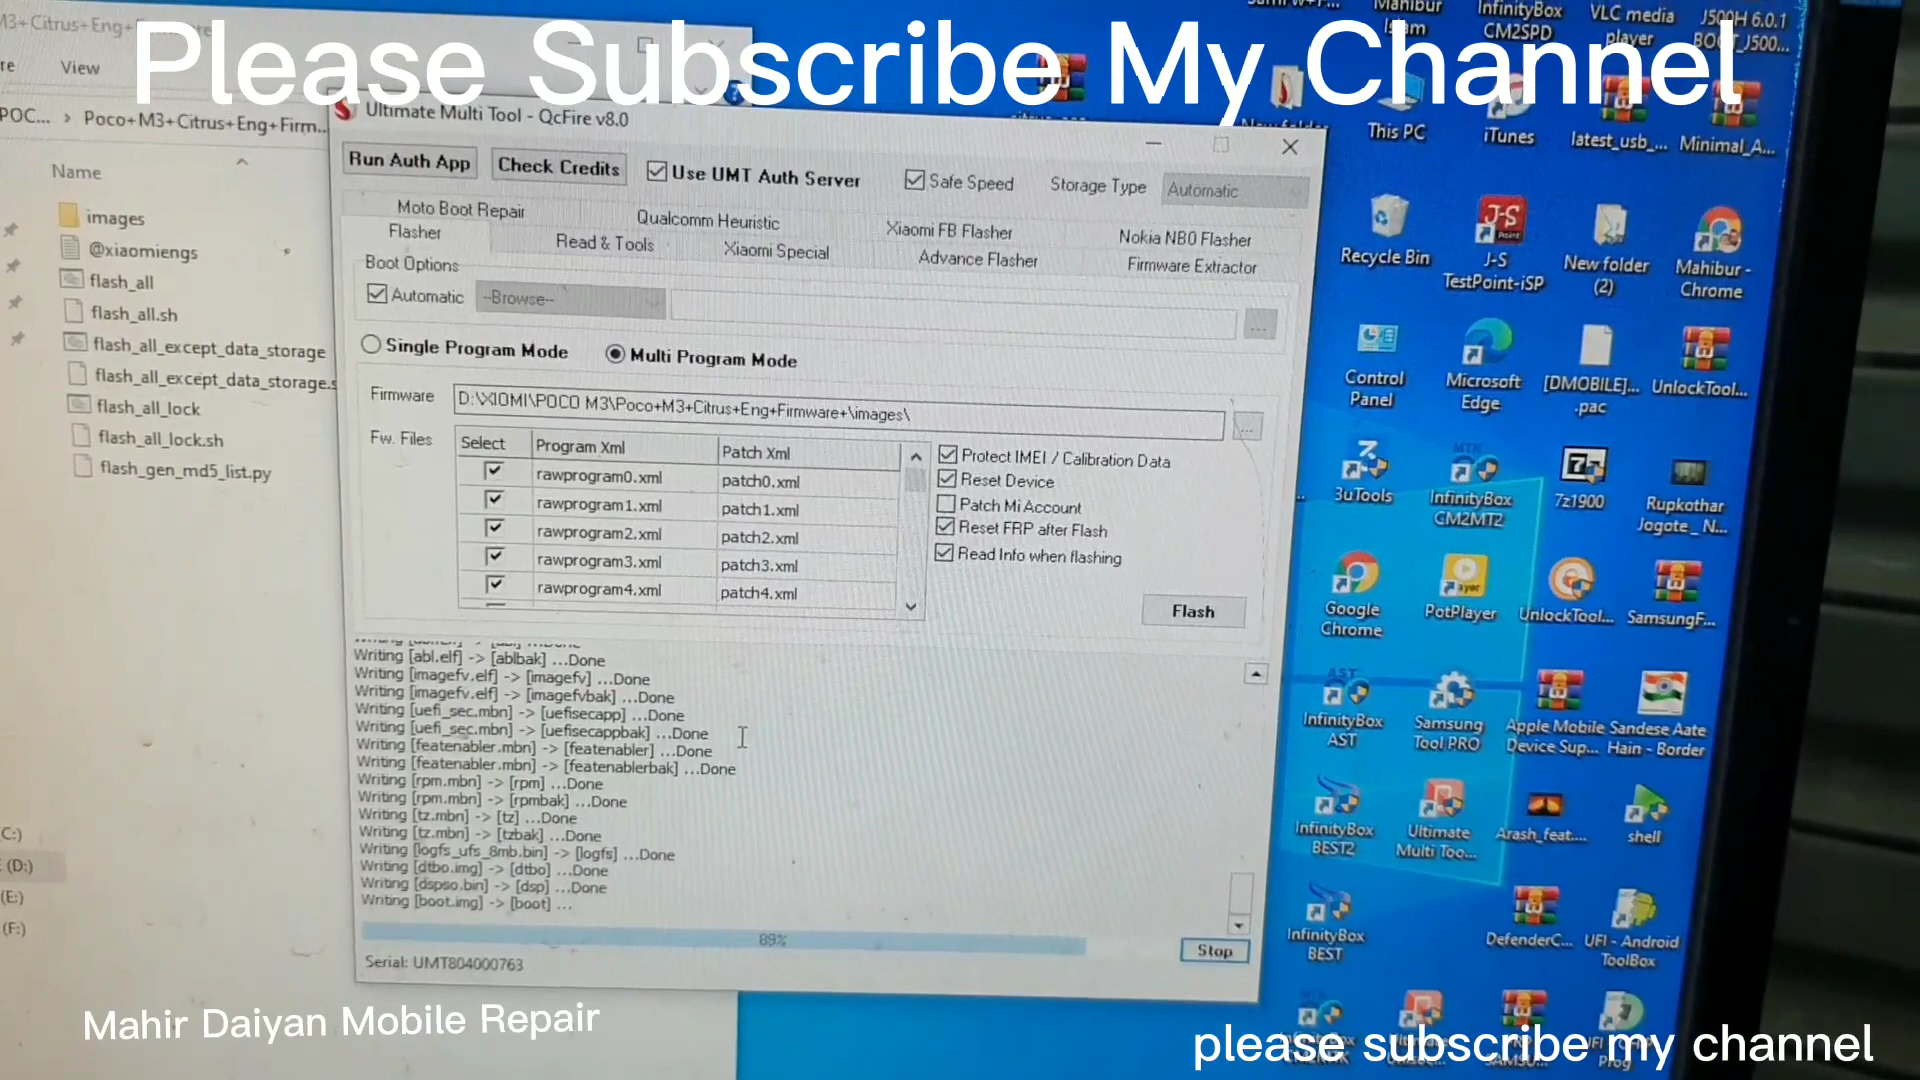 Please Subscribe My Channel
View
POC... > Poco+M3+Citrus+Eng+Firm...
Name
images
@xiaomiengs
flash_all
flash_all.sh
flash_all_except_data_storage
flash_all_except_data_storage.s
flash_all_lock
flash_all_lock.sh
flash_gen_md5_list.py
C:)
(D:)
(E:)
(F:)
Ultimate Multi Tool - QcFire v8.0
Run Auth App
Check Credits
Use UMT Auth Server
Safe Speed
Storage Type
Automatic
Moto Boot Repair
Qualcomm Heuristic
Xiaomi FB Flasher
Nokia NB0 Flasher
Flasher
Read & Tools
Xiaomi Special
Advance Flasher
Firmware Extractor
Boot Options
Automatic
--Browse--
...
Single Program Mode
Multi Program Mode
Firmware
D:\XIOMI\POCO M3\Poco+M3+Citrus+Eng+Firmware+\images\
...
Fw. Files
Select Program Xml Patch Xml
rawprogram0.xml patch0.xml
rawprogram1.xml patch1.xml
rawprogram2.xml patch2.xml
rawprogram3.xml patch3.xml
rawprogram4.xml patch4.xml
Protect IMEI / Calibration Data
Reset Device
Patch Mi Account
Reset FRP after Flash
Read Info when flashing
Flash
Writing [abl.elf] -> [ablbak] ...Done
Writing [imagefv.elf] -> [imagefv] ...Done
Writing [imagefv.elf] -> [imagefvbak] ...Done
Writing [uefi_sec.mbn] -> [uefisecapp] ...Done
Writing [uefi_sec.mbn] -> [uefisecappbak] ...Done
Writing [featenabler.mbn] -> [featenabler] ...Done
Writing [featenabler.mbn] -> [featenablerbak] ...Done
Writing [rpm.mbn] -> [rpm] ...Done
Writing [rpm.mbn] -> [rpmbak] ...Done
Writing [tz.mbn] -> [tz] ...Done
Writing [tz.mbn] -> [tzbak] ...Done
Writing [logfs_ufs_8mb.bin] -> [logfs] ...Done
Writing [dtbo.img] -> [dtbo] ...Done
Writing [dspso.bin] -> [dsp] ...Done
Writing [boot.img] -> [boot] ...
89%
Stop
Serial: UMT804000763
Mahibur
InfinityBox
CM2SPD
VLC media
player
J500H 6.0.1
BOOT_J500...
This PC
iTunes
latest_usb_...
Minimal_A...
Recycle Bin
J-S
TestPoint-iSP
New folder
(2)
Mahibur -
Chrome
Control
Panel
Microsoft
Edge
[DMOBILE]...
.pac
UnlockTool...
3uTools
InfinityBox
CM2MT2
7z1900
Rupkothar
Jogote_ N...
Google
Chrome
PotPlayer
UnlockTool...
SamsungF...
InfinityBox
AST
Samsung
Tool PRO
Apple Mobile
Device Sup...
Sandese Aate
Hain - Border
InfinityBox
BEST2
Ultimate
Multi Too...
Arash_feat....
shell
InfinityBox
BEST
DefenderC...
UFI - Android
ToolBox
Mahir Daiyan Mobile Repair
please subscribe my channel